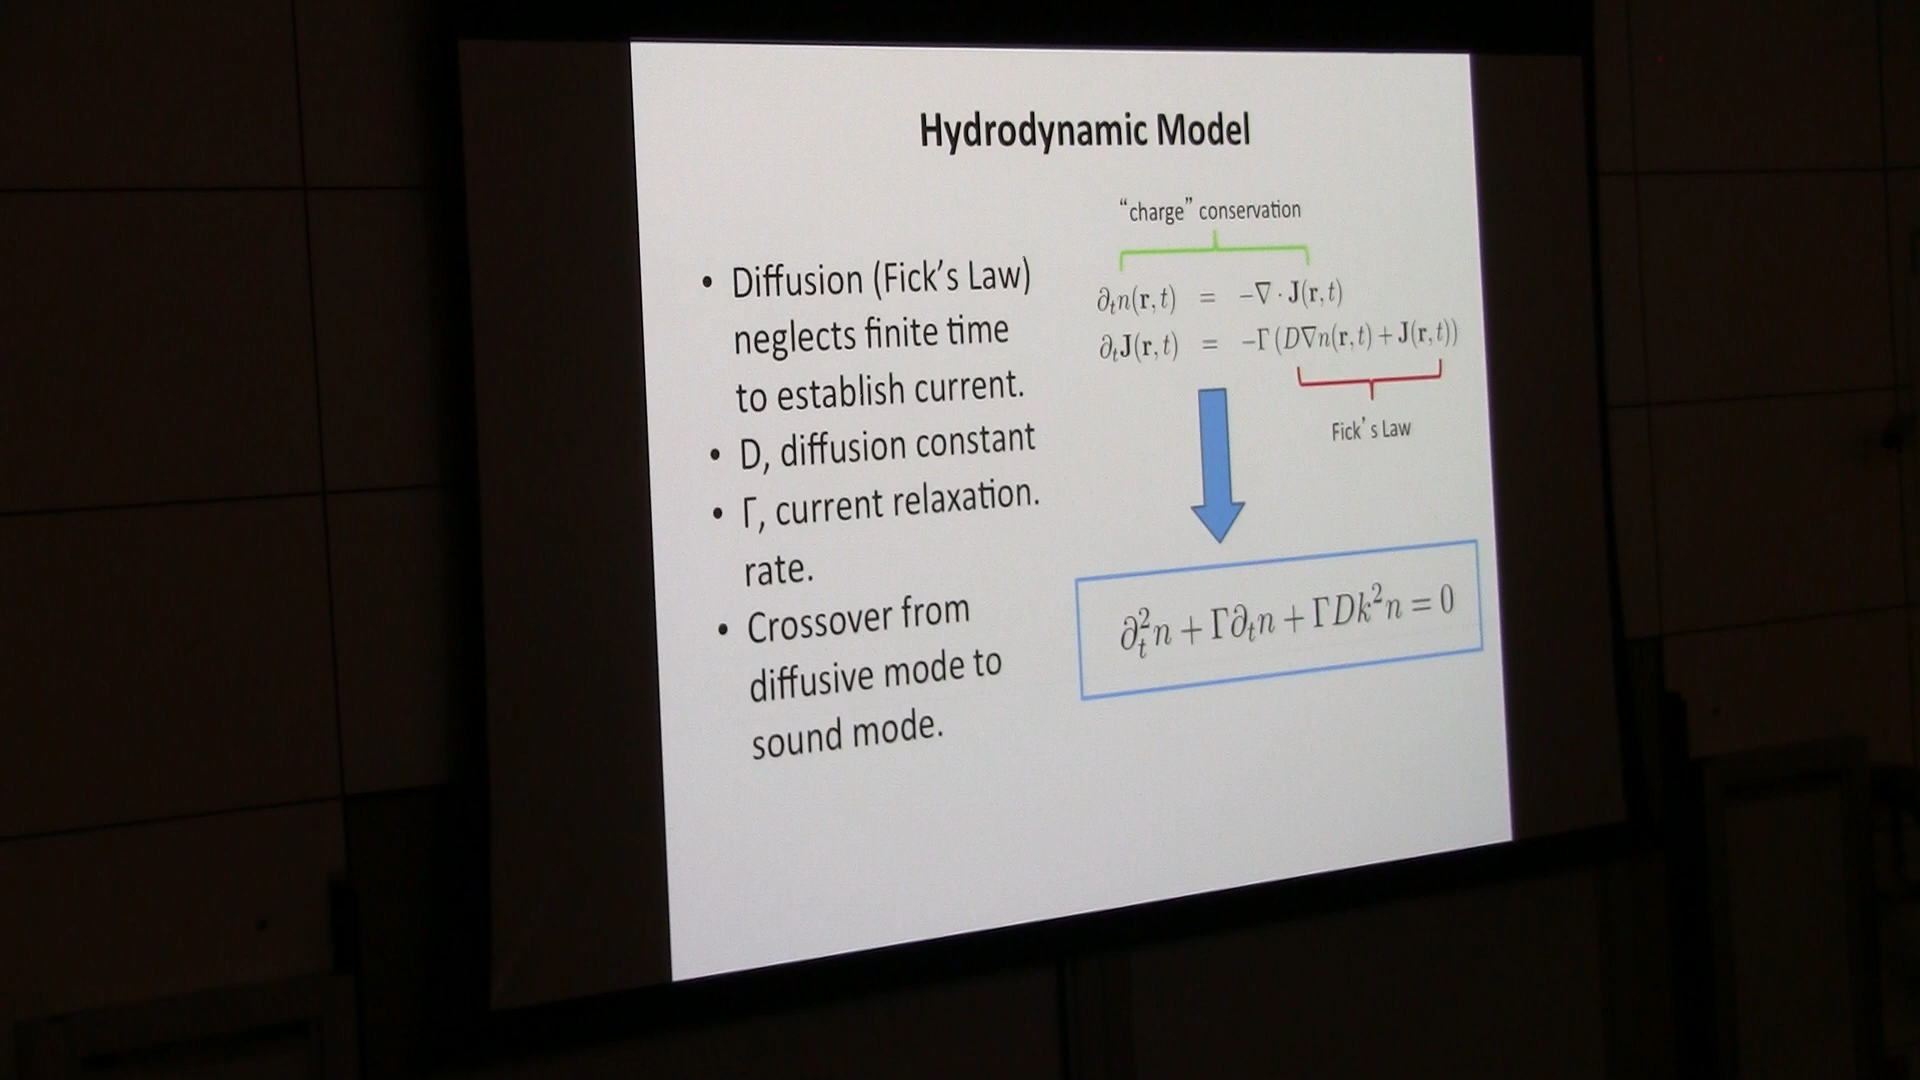 Hydrodynamic Model
• Diffusion (Fick's Law)
neglects finite time
to establish current.
• D, diffusion constant
• Γ, current relaxation.
rate.
• Crossover from
diffusive mode to
sound mode.
“charge” conservation
∂ₜn(r,t) = −∇·J(r,t)
∂ₜJ(r,t) = −Γ(D∇n(r,t)+J(r,t))
Fick's Law
∂ₜ²n + Γ∂ₜn + ΓDk²n = 0